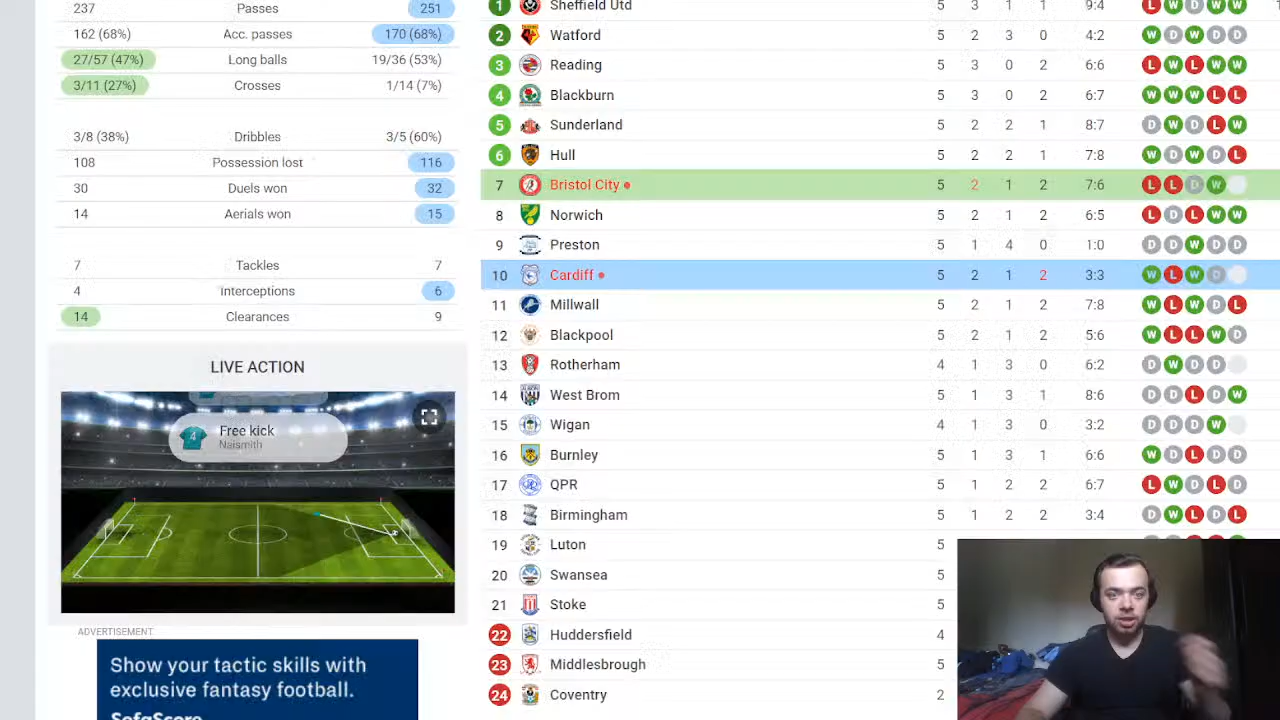 237 Passes 251
162 (68%) Acc. passes 170 (68%)
27/57 (47%) Long balls 19/36 (53%)
3/11 (27%) Crosses 1/14 (7%)
3/8 (38%) Dribbles 3/5 (60%)
108 Possession lost 116
30 Duels won 32
14 Aerials won 15
7 Tackles 7
4 Interceptions 6
14 Clearances 9
LIVE ACTION
4 Free kick
Naismith
ADVERTISEMENT
Show your tactic skills with
exclusive fantasy football.
SofaScore
1 Sheffield Utd 5 3 1 1 9:4 L W D W W
2 Watford 5 2 3 0 4:2 W D W D D
3 Reading 5 3 0 2 6:6 L W L W W
4 Blackburn 5 3 0 2 6:7 W W W L L
5 Sunderland 5 2 2 1 8:7 D W D L W
6 Hull 5 2 2 1 7:8 W D W D L
7 Bristol City 5 2 1 2 7:6 L L D W
8 Norwich 5 2 1 2 6:5 L D L W W
9 Preston 5 1 4 0 1:0 D D W D D
10 Cardiff 5 2 1 2 3:3 W L W D
11 Millwall 5 2 1 2 7:8 W L W D L
12 Blackpool 5 2 1 2 5:6 W L L W D
13 Rotherham 4 1 3 0 6:2 D W D D
14 West Brom 5 1 3 1 8:6 D D L D W
15 Wigan 4 1 3 0 3:2 D D D W
16 Burnley 5 1 3 1 6:6 W D L D D
17 QPR 5 1 2 2 6:7 L W D L D
18 Birmingham 5 1 2 2 3:4 D W L D L
19 Luton 5
20 Swansea 5
21 Stoke 5
22 Huddersfield 4
23 Middlesbrough 5
24 Coventry 2